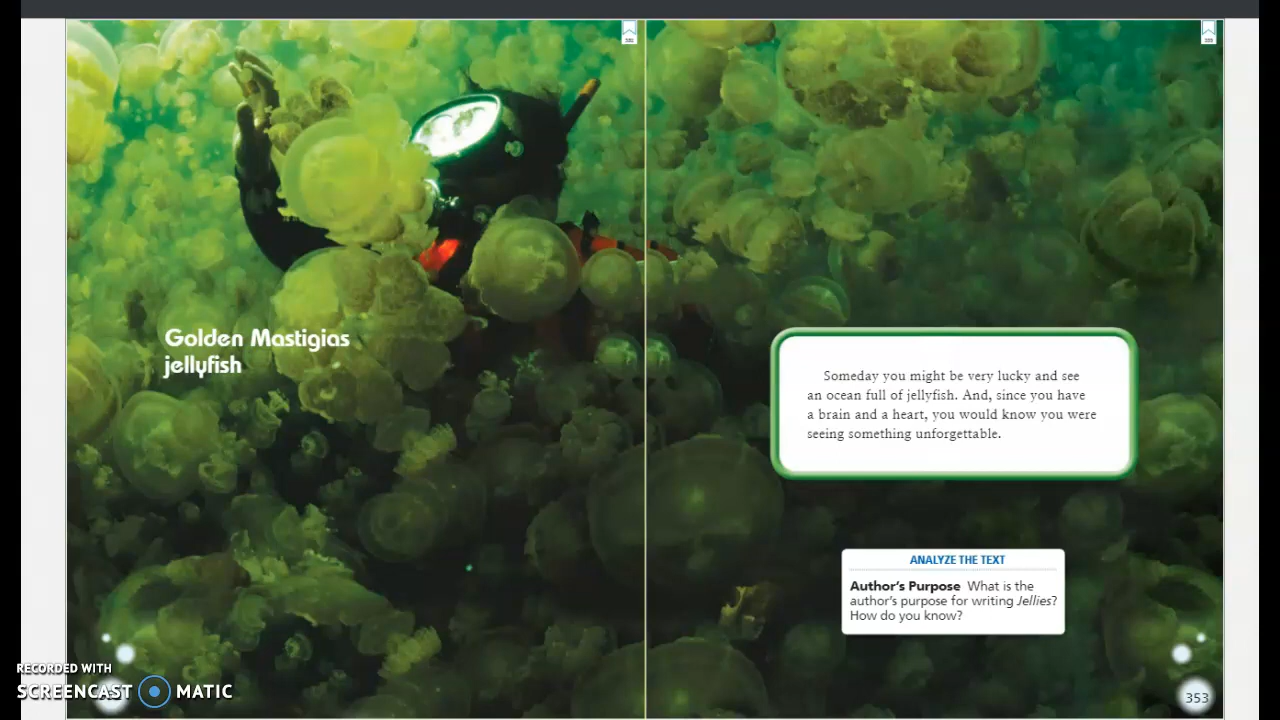 Golden Mastigias
jellyfish
Someday you might be very lucky and see
an ocean full of jellyfish. And, since you have
a brain and a heart, you would know you were
seeing something unforgettable.
ANALYZE THE TEXT
Author's Purpose What is the
author's purpose for writing Jellies?
How do you know?
RECORDED WITH
SCREENCAST MATIC
353